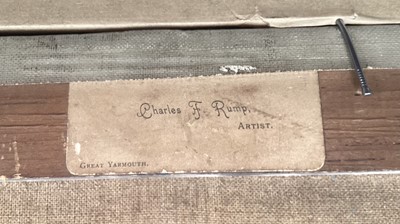 Charles F. Rump,
Artist.
Great Yarmouth.